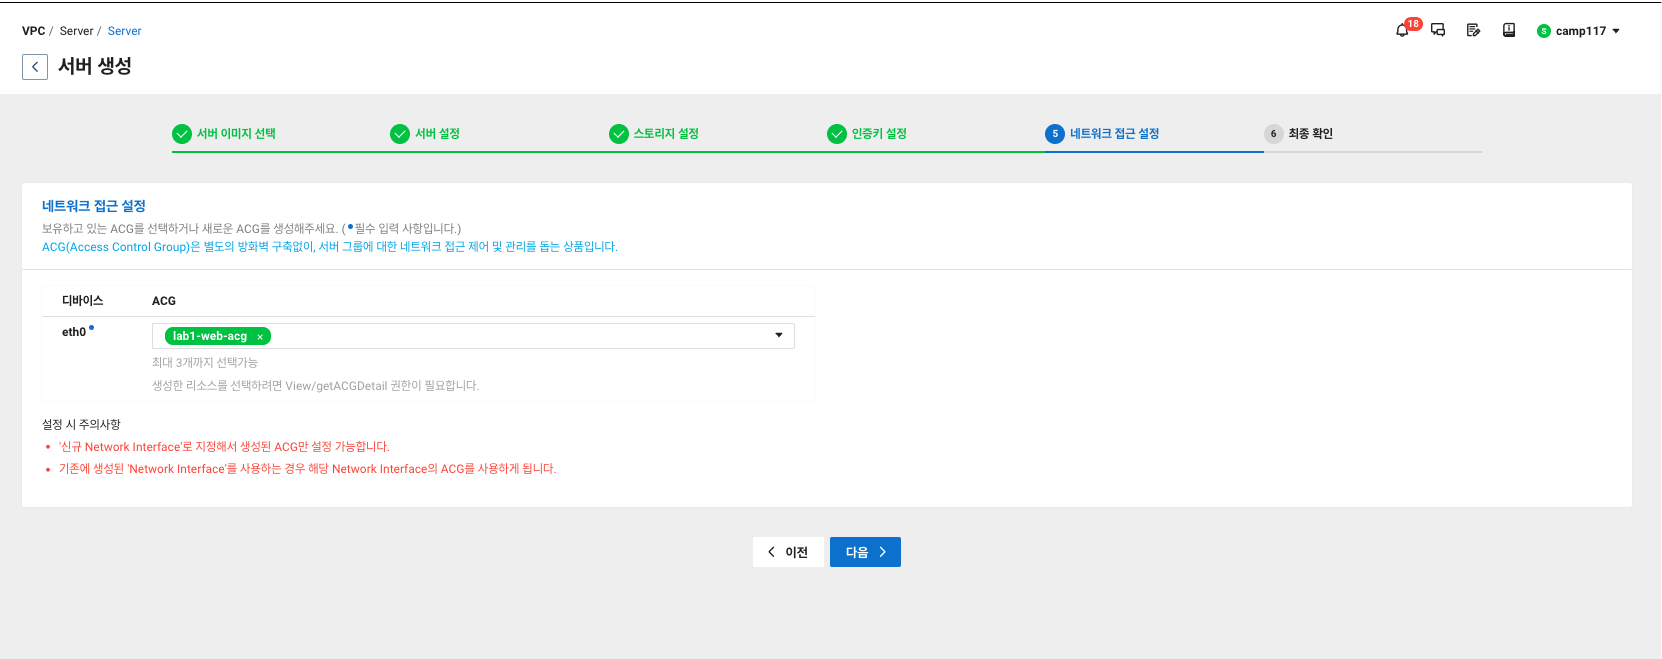 VPC / Server / Server
18
camp117
서버 생성
서버 이미지 선택
서버 설정
스토리지 설정
인증키 설정
5 네트워크 접근 설정
6 최종 확인
네트워크 접근 설정
보유하고 있는 ACG를 선택하거나 새로운 ACG를 생성해주세요. (•필수 입력 사항입니다.)
ACG(Access Control Group)은 별도의 방화벽 구축없이, 서버 그룹에 대한 네트워크 접근 제어 및 관리를 돕는 상품입니다.
디바이스 ACG
eth0•
lab1-web-acg ×
최대 3개까지 선택가능
생성한 리소스를 선택하려면 View/getACGDetail 권한이 필요합니다.
설정 시 주의사항
• '신규 Network Interface'로 지정해서 생성된 ACG만 설정 가능합니다.
• 기존에 생성된 'Network Interface'를 사용하는 경우 해당 Network Interface의 ACG를 사용하게 됩니다.
이전
다음